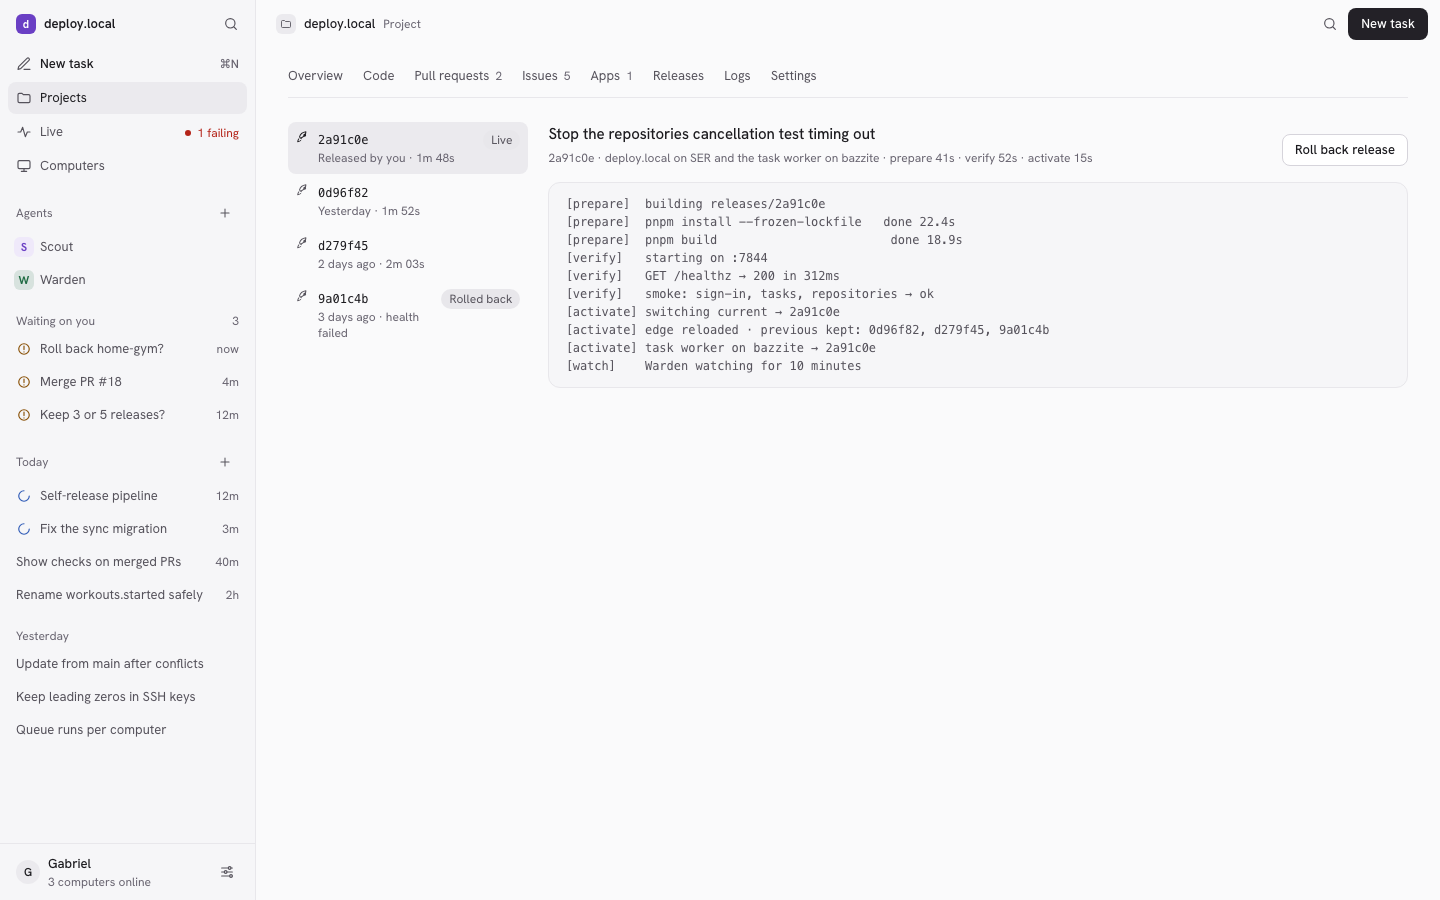 d deploy.local
New task ⌘N
Projects
Live 1 failing
Computers
Agents
S Scout
W Warden
Waiting on you 3
Roll back home-gym? now
Merge PR #18 4m
Keep 3 or 5 releases? 12m
Today
Self-release pipeline 12m
Fix the sync migration 3m
Show checks on merged PRs 40m
Rename workouts.started safely 2h
Yesterday
Update from main after conflicts
Keep leading zeros in SSH keys
Queue runs per computer
G Gabriel
3 computers online
deploy.local Project
New task
Overview Code Pull requests 2 Issues 5 Apps 1 Releases Logs Settings
2a91c0e Live
Released by you · 1m 48s
0d96f82
Yesterday · 1m 52s
d279f45
2 days ago · 2m 03s
9a01c4b Rolled back
3 days ago · health
failed
Stop the repositories cancellation test timing out
2a91c0e · deploy.local on SER and the task worker on bazzite · prepare 41s · verify 52s · activate 15s
Roll back release
[prepare] building releases/2a91c0e
[prepare] pnpm install --frozen-lockfile done 22.4s
[prepare] pnpm build done 18.9s
[verify] starting on :7844
[verify] GET /healthz → 200 in 312ms
[verify] smoke: sign-in, tasks, repositories → ok
[activate] switching current → 2a91c0e
[activate] edge reloaded · previous kept: 0d96f82, d279f45, 9a01c4b
[activate] task worker on bazzite → 2a91c0e
[watch] Warden watching for 10 minutes